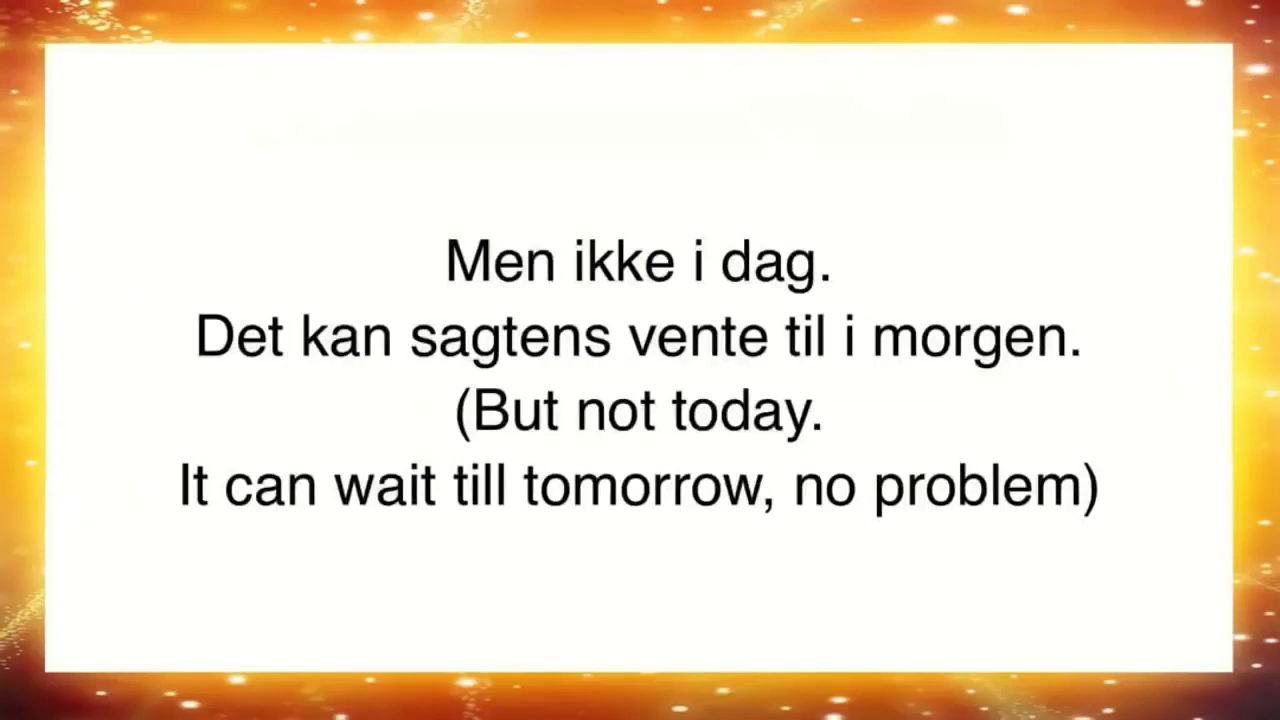 Men ikke i dag.
Det kan sagtens vente til i morgen.
(But not today.
It can wait till tomorrow, no problem)